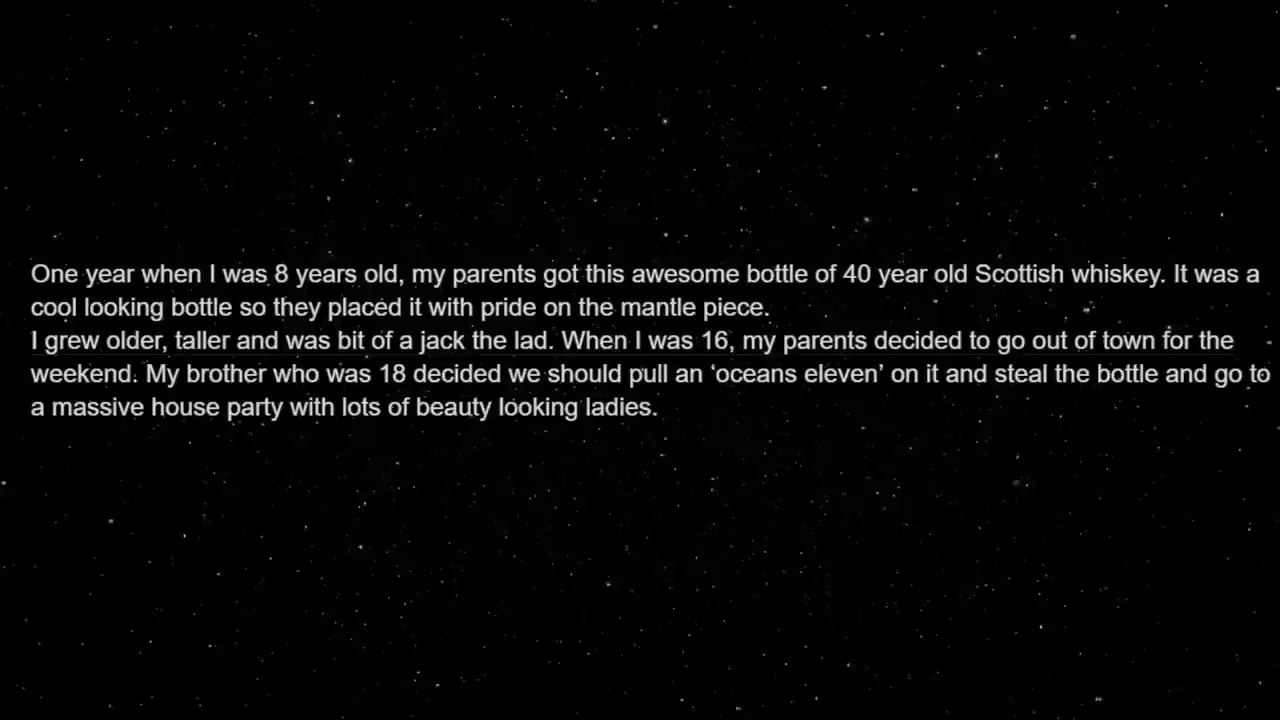 One year when I was 8 years old, my parents got this awesome bottle of 40 year old Scottish whiskey. It was a
cool looking bottle so they placed it with pride on the mantle piece.
I grew older, taller and was bit of a jack the lad. When I was 16, my parents decided to go out of town for the
weekend. My brother who was 18 decided we should pull an ‘oceans eleven’ on it and steal the bottle and go to
a massive house party with lots of beauty looking ladies.